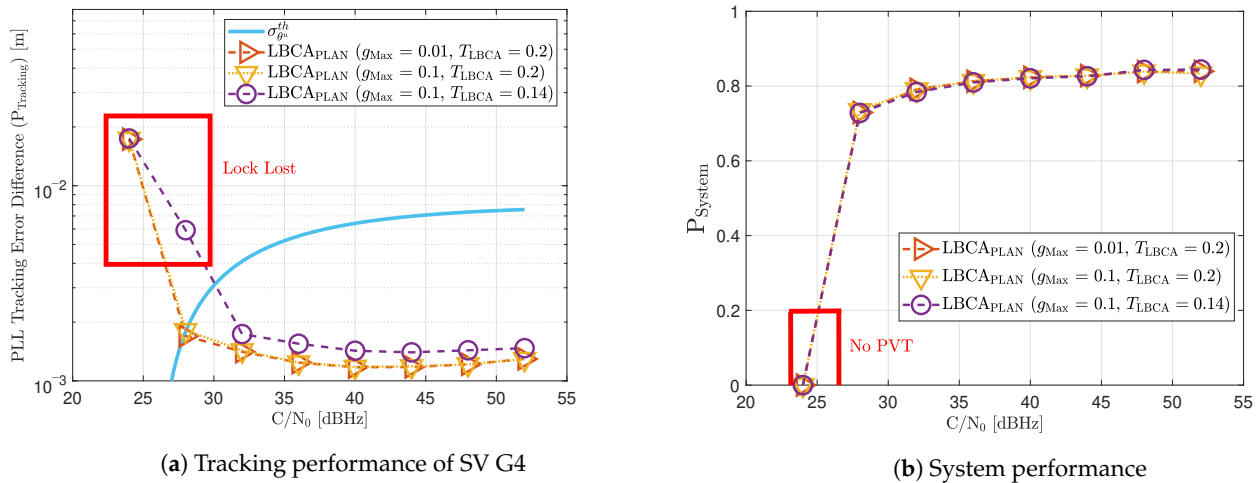 PLL Tracking Error Difference (P_Tracking) [m]
σ^th_θ^u
LBCA_PLAN (g_Max = 0.01, T_LBCA = 0.2)
LBCA_PLAN (g_Max = 0.1, T_LBCA = 0.2)
LBCA_PLAN (g_Max = 0.1, T_LBCA = 0.14)
Lock Lost
10^−2
10^−3
20 25 30 35 40 45 50 55
C/N_0 [dBHz]
(a) Tracking performance of SV G4
P_System
1
0.8
0.6
0.4
0.2
0
LBCA_PLAN (g_Max = 0.01, T_LBCA = 0.2)
LBCA_PLAN (g_Max = 0.1, T_LBCA = 0.2)
LBCA_PLAN (g_Max = 0.1, T_LBCA = 0.14)
No PVT
20 25 30 35 40 45 50 55
C/N_0 [dBHz]
(b) System performance